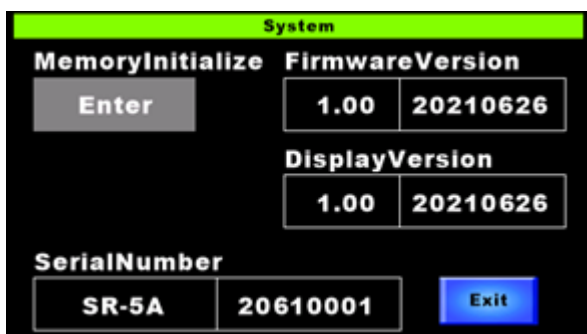 System
MemoryInitialize FirmwareVersion
Enter 1.00 20210626
DisplayVersion
1.00 20210626
SerialNumber
SR-5A 20610001 Exit